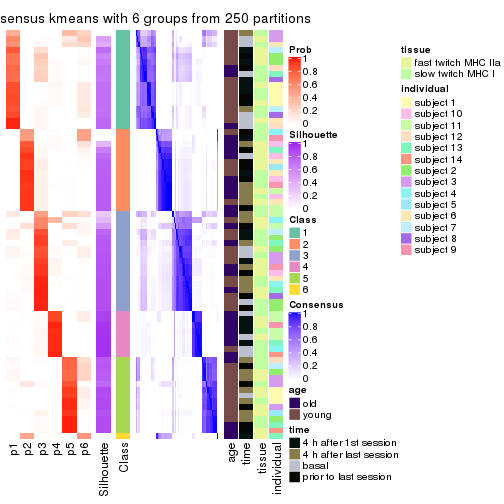 sensus kmeans with 6 groups from 250 partitions
Prob
1
0.8
0.6
0.4
0.2
0
Silhouette
1
0.8
0.6
0.4
0.2
0
Class
1
2
3
4
5
6
Consensus
1
0.8
0.6
0.4
0.2
0
age
old
young
time
4 h after 1st session
4 h after last session
basal
prior to last session
tissue
fast twitch MHC IIa
slow twitch MHC I
individual
subject 1
subject 10
subject 11
subject 12
subject 13
subject 14
subject 2
subject 3
subject 4
subject 5
subject 6
subject 7
subject 8
subject 9
p1
p2
p3
p4
p5
p6
Silhouette
Class
age
time
tissue
individual